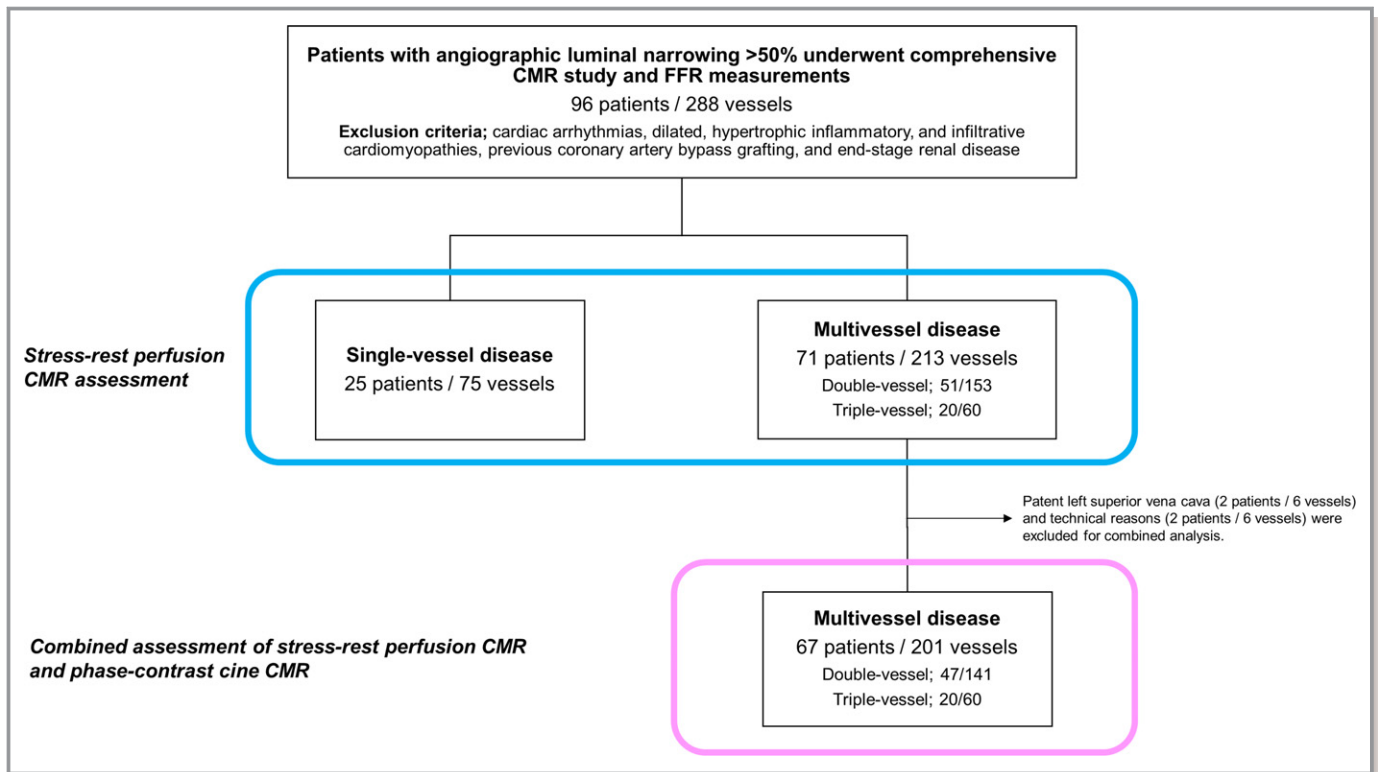 Patients with angiographic luminal narrowing >50% underwent comprehensive
CMR study and FFR measurements
96 patients / 288 vessels
Exclusion criteria; cardiac arrhythmias, dilated, hypertrophic inflammatory, and infiltrative
cardiomyopathies, previous coronary artery bypass grafting, and end-stage renal disease
Stress-rest perfusion
CMR assessment
Single-vessel disease
25 patients / 75 vessels
Multivessel disease
71 patients / 213 vessels
Double-vessel; 51/153
Triple-vessel; 20/60
Patent left superior vena cava (2 patients / 6 vessels)
and technical reasons (2 patients / 6 vessels) were
excluded for combined analysis.
Combined assessment of stress-rest perfusion CMR
and phase-contrast cine CMR
Multivessel disease
67 patients / 201 vessels
Double-vessel; 47/141
Triple-vessel; 20/60